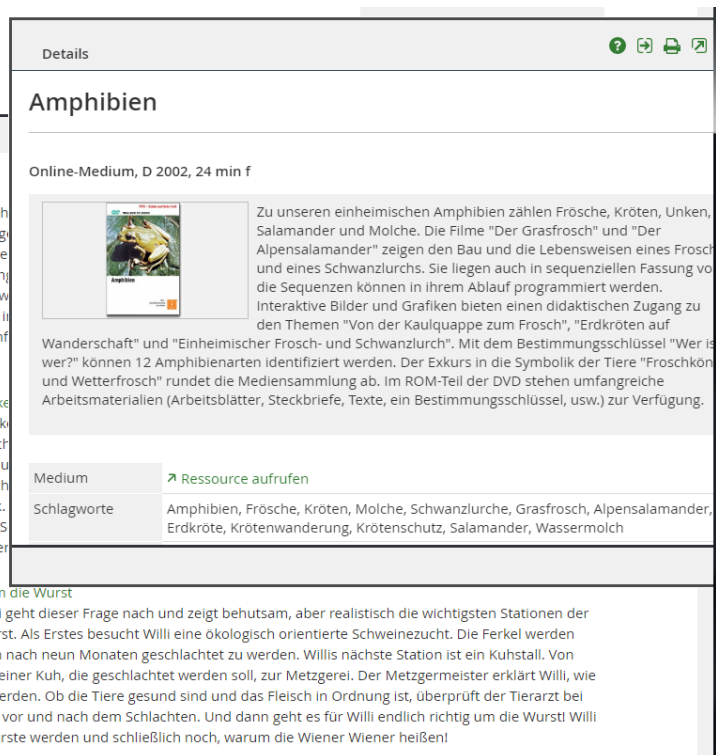 Details
Amphibien
Online-Medium, D 2002, 24 min f
Amphibien
Zu unseren einheimischen Amphibien zählen Frösche, Kröten, Unken,
Salamander und Molche. Die Filme "Der Grasfrosch" und "Der
Alpensalamander" zeigen den Bau und die Lebensweisen eines Frosch
und eines Schwanzlurchs. Sie liegen auch in sequenziellen Fassung vo
die Sequenzen können in ihrem Ablauf programmiert werden.
Interaktive Bilder und Grafiken bieten einen didaktischen Zugang zu
den Themen "Von der Kaulquappe zum Frosch", "Erdkröten auf
Wanderschaft" und "Einheimischer Frosch- und Schwanzlurch". Mit dem Bestimmungsschlüssel "Wer is
wer?" können 12 Amphibienarten identifiziert werden. Der Exkurs in die Symbolik der Tiere "Froschkön
und Wetterfrosch" rundet die Mediensammlung ab. Im ROM-Teil der DVD stehen umfangreiche
Arbeitsmaterialien (Arbeitsblätter, Steckbriefe, Texte, ein Bestimmungsschlüssel, usw.) zur Verfügung.
Medium Ressource aufrufen
Schlagworte Amphibien, Frösche, Kröten, Molche, Schwanzlurche, Grasfrosch, Alpensalamander,
Erdkröte, Krötenwanderung, Krötenschutz, Salamander, Wassermolch
m die Wurst
i geht dieser Frage nach und zeigt behutsam, aber realistisch die wichtigsten Stationen der
rst. Als Erstes besucht Willi eine ökologisch orientierte Schweinezucht. Die Ferkel werden
n nach neun Monaten geschlachtet zu werden. Willis nächste Station ist ein Kuhstall. Von
einer Kuh, die geschlachtet werden soll, zur Metzgerei. Der Metzgermeister erklärt Willi, wie
erden. Ob die Tiere gesund sind und das Fleisch in Ordnung ist, überprüft der Tierarzt bei
vor und nach dem Schlachten. Und dann geht es für Willi endlich richtig um die Wurst! Willi
rste werden und schließlich noch, warum die Wiener Wiener heißen!